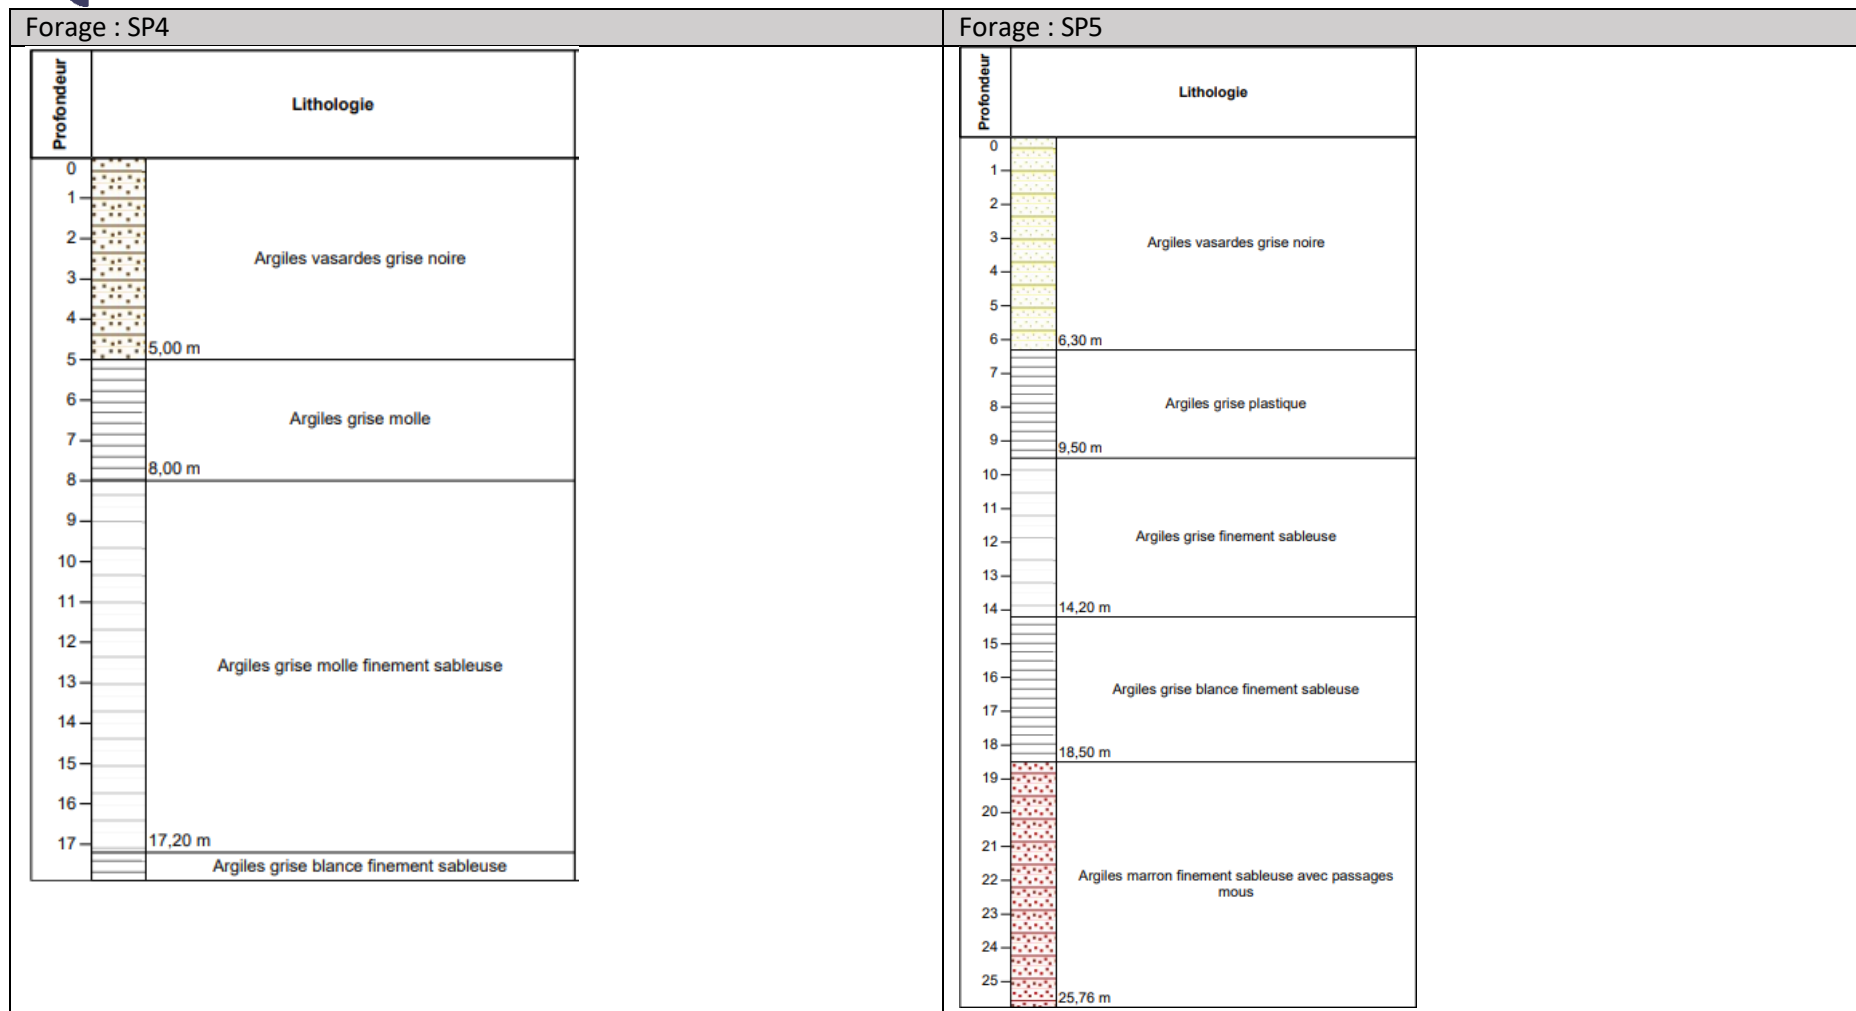 Forage : SP4
Profondeur
Lithologie
0
1
2
3
4
5
6
7
8
9
10
11
12
13
14
15
16
17
Argiles vasardes grise noire
5,00 m
Argiles grise molle
8,00 m
Argiles grise molle finement sableuse
17,20 m
Argiles grise blance finement sableuse
Forage : SP5
Profondeur
Lithologie
0
1
2
3
4
5
6
7
8
9
10
11
12
13
14
15
16
17
18
19
20
21
22
23
24
25
Argiles vasardes grise noire
6,30 m
Argiles grise plastique
9,50 m
Argiles grise finement sableuse
14,20 m
Argiles grise blance finement sableuse
18,50 m
Argiles marron finement sableuse avec passages
mous
25,76 m